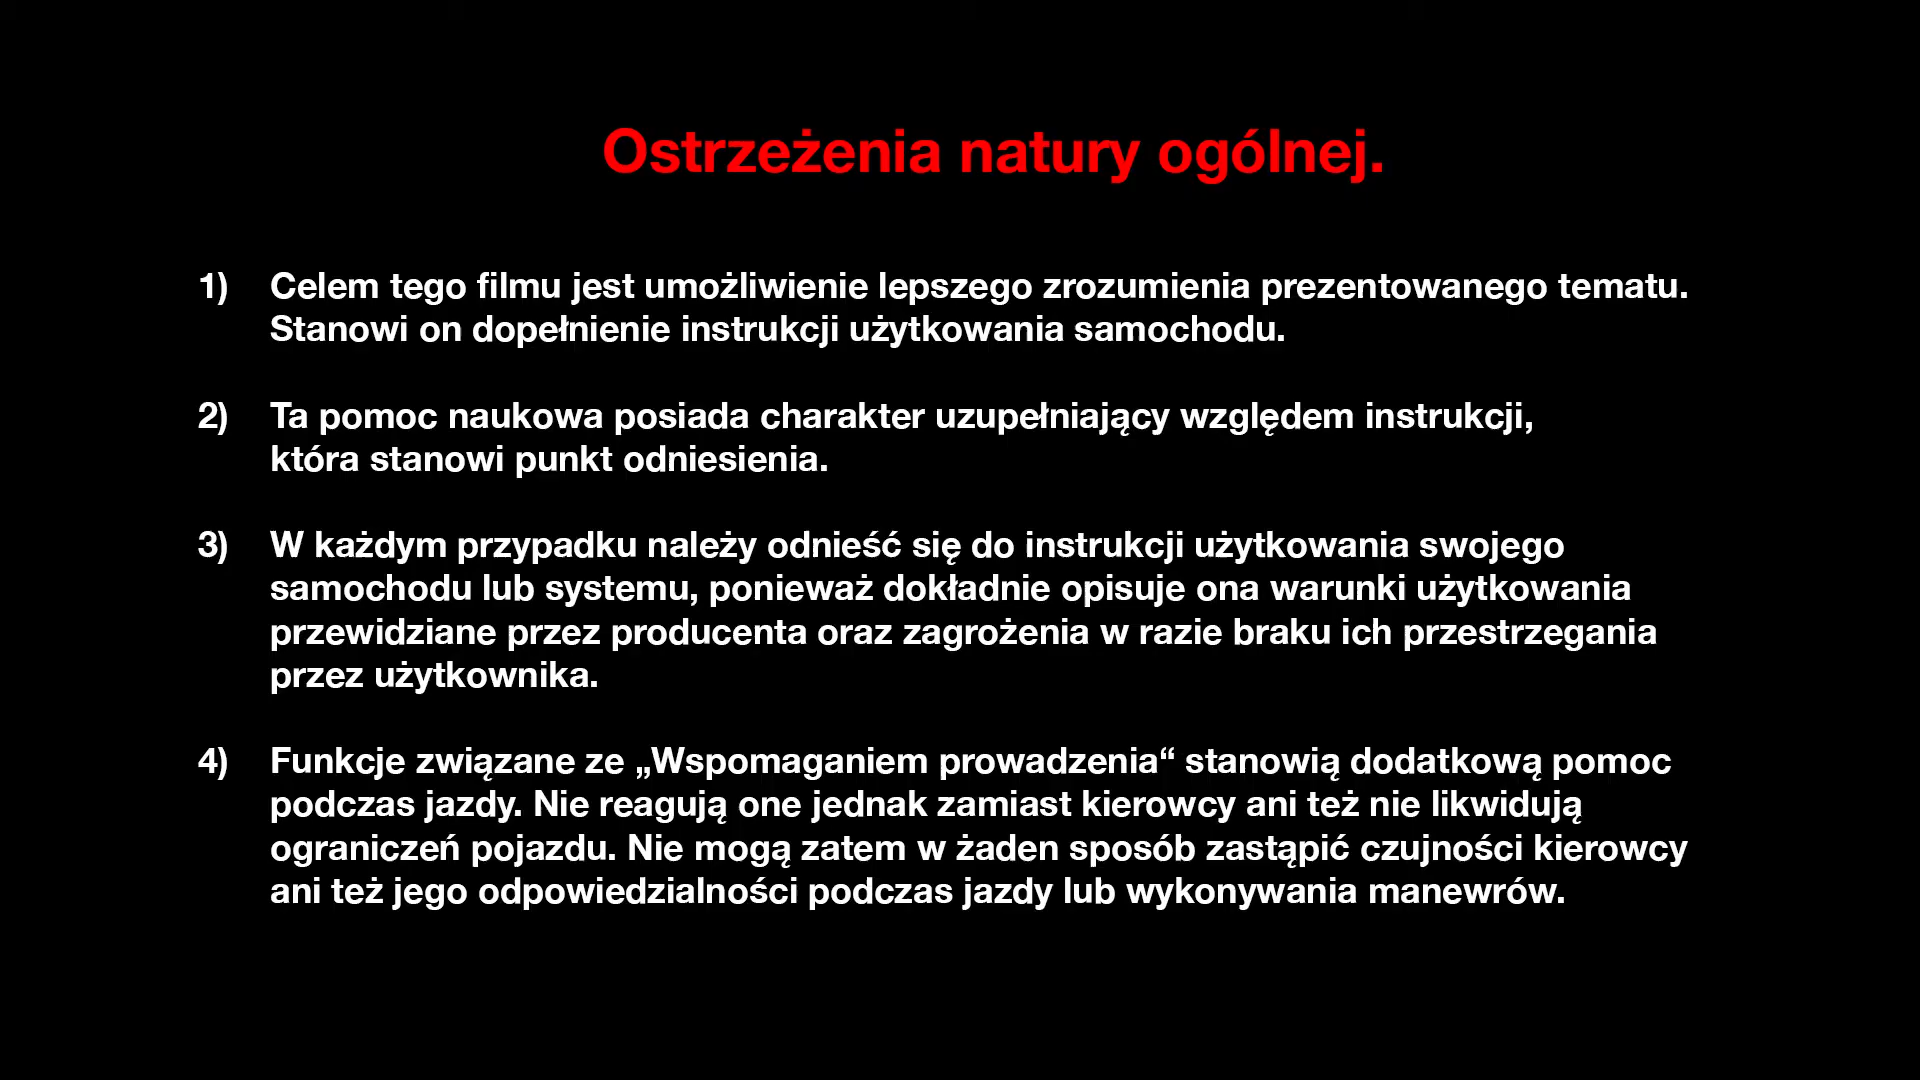 Ostrzeżenia natury ogólnej.
1) Celem tego filmu jest umożliwienie lepszego zrozumienia prezentowanego tematu.
Stanowi on dopełnienie instrukcji użytkowania samochodu.
2) Ta pomoc naukowa posiada charakter uzupełniający względem instrukcji,
która stanowi punkt odniesienia.
3) W każdym przypadku należy odnieść się do instrukcji użytkowania swojego
samochodu lub systemu, ponieważ dokładnie opisuje ona warunki użytkowania
przewidziane przez producenta oraz zagrożenia w razie braku ich przestrzegania
przez użytkownika.
4) Funkcje związane ze „Wspomaganiem prowadzenia“ stanowią dodatkową pomoc
podczas jazdy. Nie reagują one jednak zamiast kierowcy ani też nie likwidują
ograniczeń pojazdu. Nie mogą zatem w żaden sposób zastąpić czujności kierowcy
ani też jego odpowiedzialności podczas jazdy lub wykonywania manewrów.